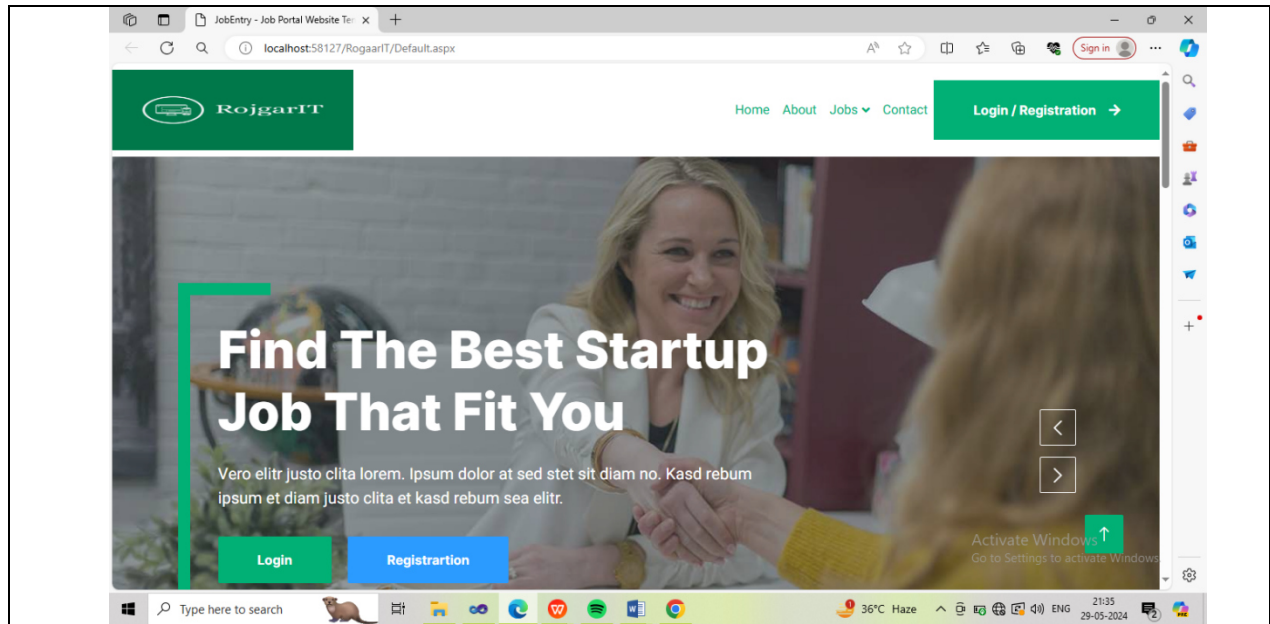 JobEntry - Job Portal Website Ter
localhost:58127/RogaarIT/Default.aspx
Sign in
RojgarIT
Home About Jobs Contact
Login / Registration
Find The Best Startup
Job That Fit You
Vero elitr justo clita lorem. Ipsum dolor at sed stet sit diam no. Kasd rebum
ipsum et diam justo clita et kasd rebum sea elitr.
Login
Registrartion
Activate Windows
Go to Settings to activate Windows
Type here to search
36°C Haze
ENG
21:35
29-05-2024
2